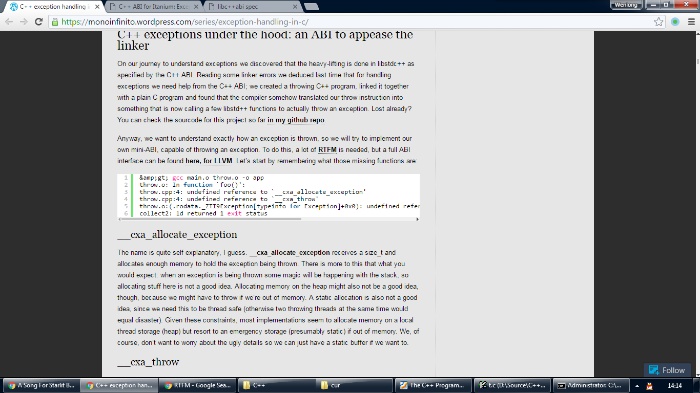 C++ exception handling i
C++ ABI for Itanium: Exc
libc++abi spec
Wenlong
https://monoinfinito.wordpress.com/series/exception-handling-in-c/
C++ exceptions under the hood: an ABI to appease the
linker
On our journey to understand exceptions we discovered that the heavy-lifting is done in libstdc++ as
specified by the C++ ABI. Reading some linker errors we deduced last time that for handling
exceptions we need help from the C++ ABI; we created a throwing C++ program, linked it together
with a plain C program and found that the compiler somehow translated our throw instruction into
something that is now calling a few libstd++ functions to actually throw an exception. Lost already?
You can check the sourcode for this project so far in my github repo.
Anyway, we want to understand exactly how an exception is thrown, so we will try to implement our
own mini-ABI, capable of throwing an exception. To do this, a lot of RTFM is needed, but a full ABI
interface can be found here, for LLVM. Let's start by remembering what those missing functions are:
1 &amp;gt; gcc main.o throw.o -o app
2 throw.o: In function `foo()':
3 throw.cpp:4: undefined reference to `__cxa_allocate_exception'
4 throw.cpp:4: undefined reference to `__cxa_throw'
5 throw.o:(.rodata._ZTI9Exception[typeinfo for Exception]+0x0): undefined refer
6 collect2: ld returned 1 exit status
__cxa_allocate_exception
The name is quite self explanatory, I guess. __cxa_allocate_exception receives a size_t and
allocates enough memory to hold the exception being thrown. There is more to this that what you
would expect: when an exception is being thrown some magic will be happening with the stack, so
allocating stuff here is not a good idea. Allocating memory on the heap might also not be a good idea,
though, because we might have to throw if we're out of memory. A static allocation is also not a good
idea, since we need this to be thread safe (otherwise two throwing threads at the same time would
equal disaster). Given these constraints, most implementations seem to allocate memory on a local
thread storage (heap) but resort to an emergency storage (presumably static) if out of memory. We, of
course, don't want to worry about the ugly details so we can just have a static buffer if we want to.
__cxa_throw
Follow
A Song For Starlit B...
C++ exception han...
RTFM - Google Sea...
C++
cur
The C++ Program...
Administrator: C:\...
14:14